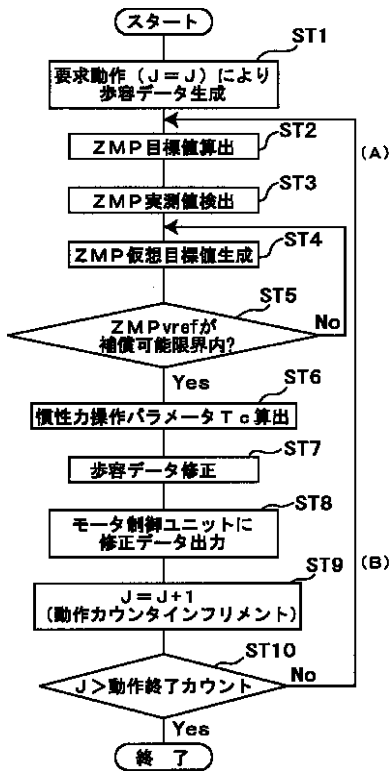 スタート
ST1
要求動作（J＝J）により
歩容データ生成
ST2
(A)
ZMP目標値算出
ST3
ZMP実測値検出
ST4
ZMP仮想目標値生成
ST5
ZMPvrefが
補償可能限界内?
No
Yes
ST6
慣性力操作パラメータTc算出
ST7
歩容データ修正
ST8
モータ制御ユニットに
修正データ出力
ST9
(B)
J＝J+1
(動作カウンタインフリメント)
ST10
J＞動作終了カウント
No
Yes
終了